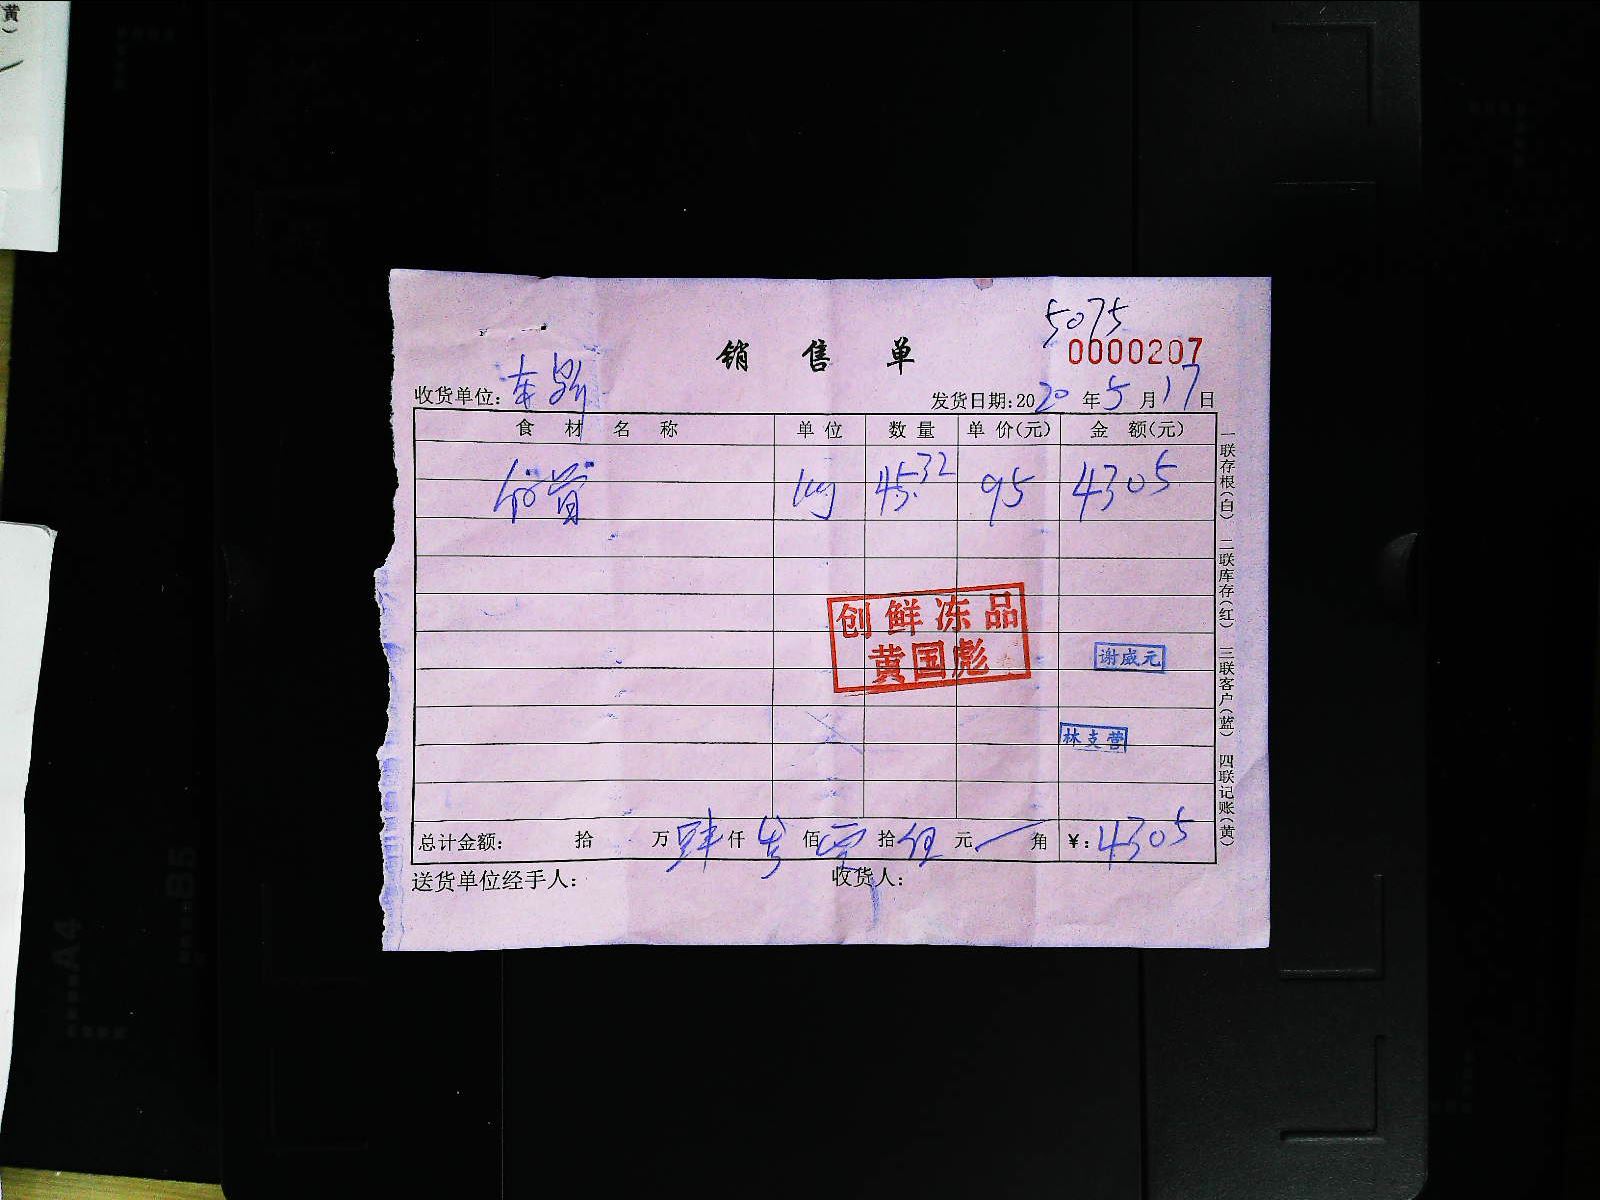 黄
)
5075
销 售 单
0000207
收货单位:
发货日期:2020年5月17日
食 材 名 称 单 位 数 量 单 价(元) 金 额(元)
kg 45.32 95 4305
创鲜冻品
黄国彪
谢威元
林支营
总计金额: 拾 万 肆 仟 叁 佰 零 拾 伍 元 一 角 ¥:4305
送货单位经手人: 收货人:
一联存根(白) 二联库存(红) 三联客户(蓝) 四联记账(黄)
A4
B5